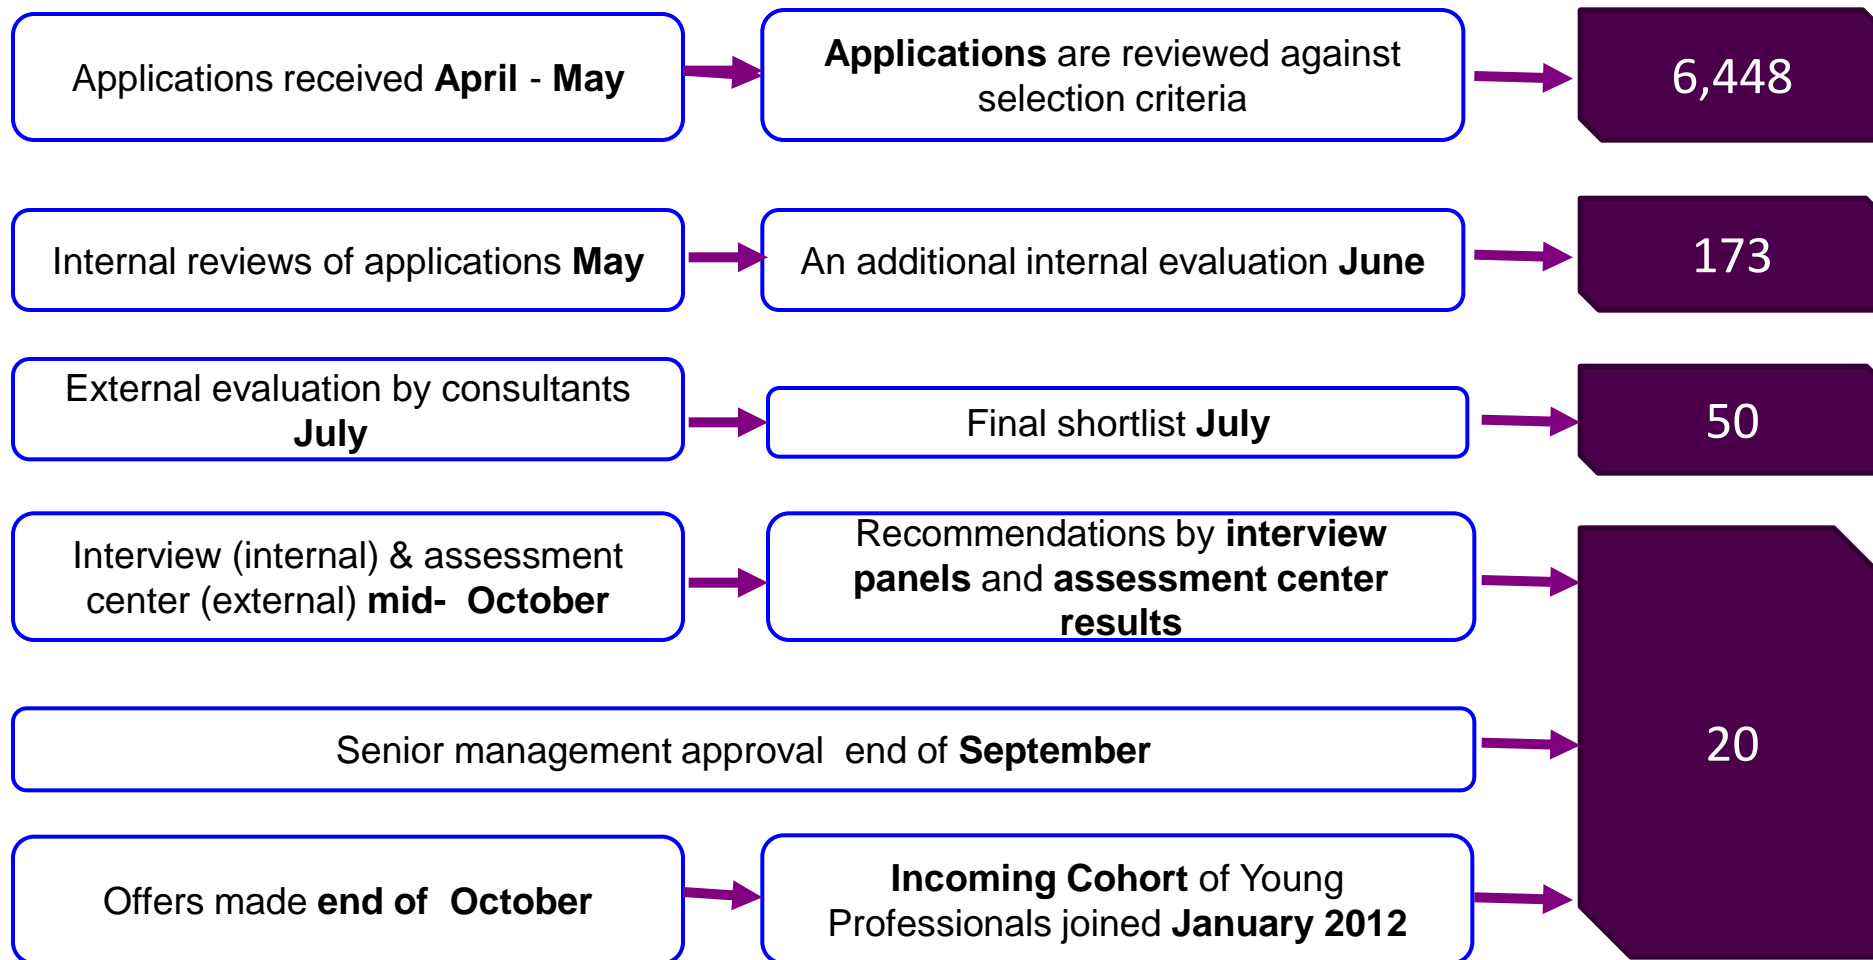 Applications received April - May
Applications are reviewed against
selection criteria
6,448
Internal reviews of applications May
An additional internal evaluation June
173
External evaluation by consultants
July
Final shortlist July
50
Interview (internal) & assessment
center (external) mid-  October
Recommendations by interview
panels and assessment center
results
Senior management approval  end of September
20
Offers made end of  October
Incoming Cohort of Young
Professionals joined January 2012